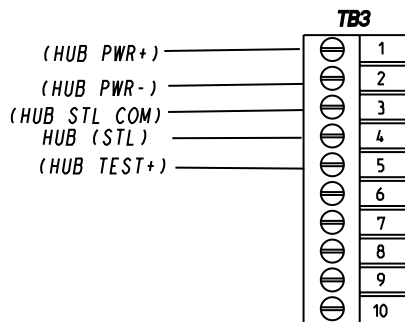 TB3
(HUB PWR+) 1
(HUB PWR-) 2
(HUB STL COM) 3
HUB (STL) 4
(HUB TEST+) 5
6
7
8
9
10